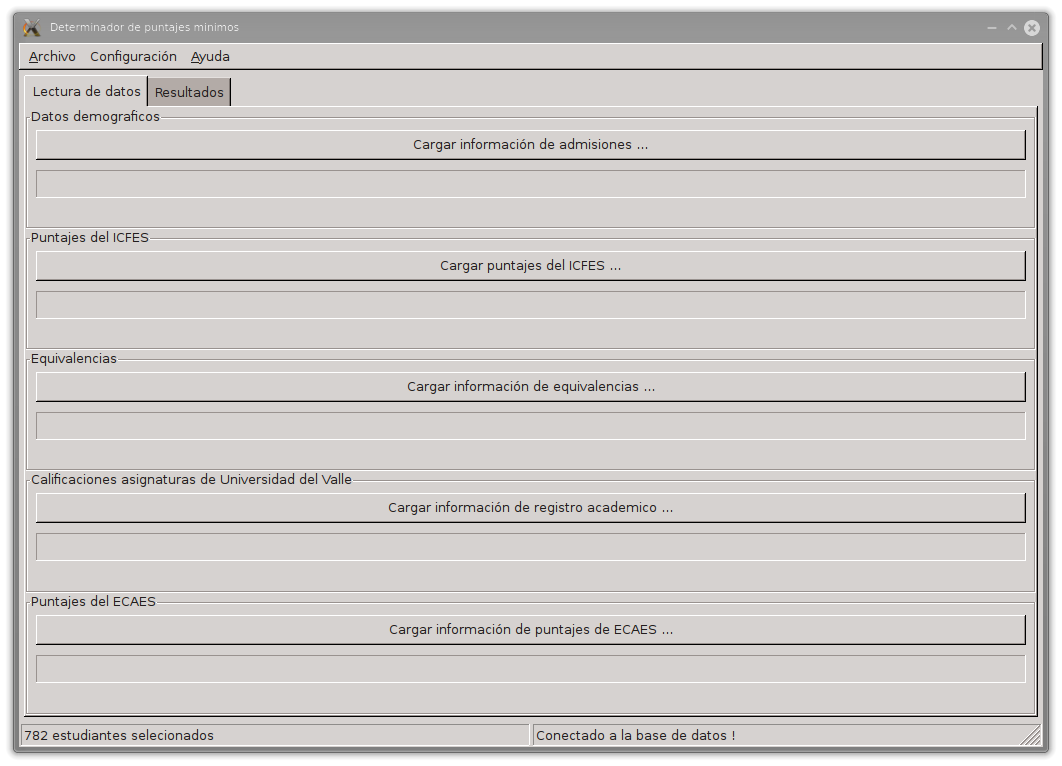 Determinador de puntajes minimos
Archivo Configuración Ayuda
Lectura de datos Resultados
Datos demograficos
Cargar información de admisiones ...
Puntajes del ICFES
Cargar puntajes del ICFES ...
Equivalencias
Cargar información de equivalencias ...
Calificaciones asignaturas de Universidad del Valle
Cargar información de registro academico ...
Puntajes del ECAES
Cargar información de puntajes de ECAES ...
782 estudiantes selecionados Conectado a la base de datos !